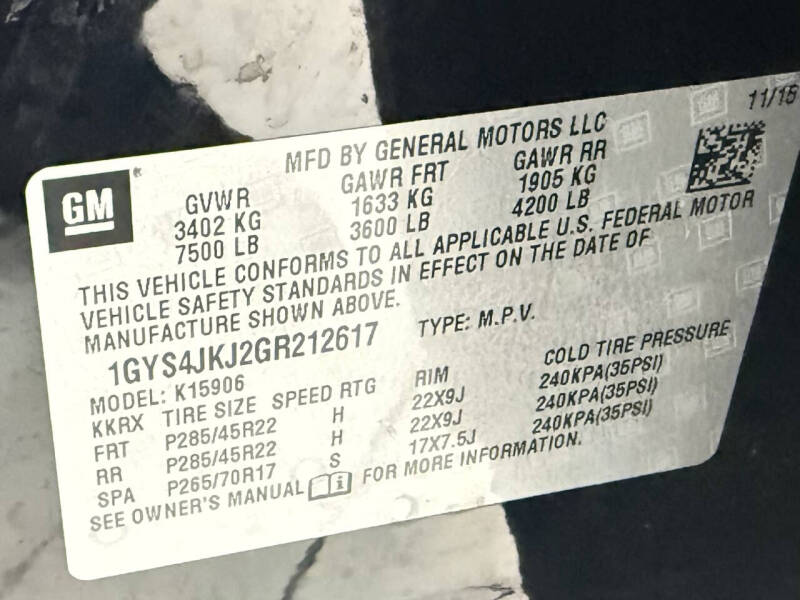 11/15
MFD BY GENERAL MOTORS LLC
GM
GVWR GAWR FRT GAWR RR
3402 KG 1633 KG 1905 KG
7500 LB 3600 LB 4200 LB
THIS VEHICLE CONFORMS TO ALL APPLICABLE U.S. FEDERAL MOTOR
VEHICLE SAFETY STANDARDS IN EFFECT ON THE DATE OF
MANUFACTURE SHOWN ABOVE.
1GYS4JKJ2GR212617 TYPE: M.P.V.
MODEL: K15906
KKRX TIRE SIZE SPEED RTG RIM COLD TIRE PRESSURE
FRT P285/45R22 H 22X9J 240KPA(35PSI)
RR P285/45R22 H 22X9J 240KPA(35PSI)
SPA P265/70R17 S 17X7.5J 240KPA(35PSI)
SEE OWNER'S MANUAL FOR MORE INFORMATION.